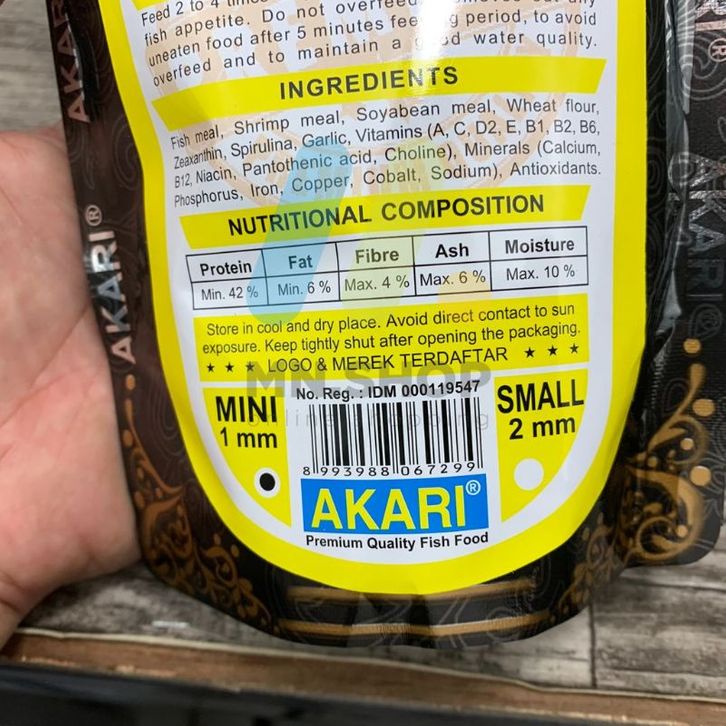 Feed 2 to 4 times
fish appetite. Do not overfeed. any
uneaten food after 5 minutes feeding period, to avoid
overfeed and to maintain a good water quality.
INGREDIENTS
Fish meal, Shrimp meal, Soyabean meal, Wheat flour,
Zeaxanthin, Spirulina, Garlic, Vitamins (A, C, D2, E, B1, B2, B6,
B12, Niacin, Pantothenic acid, Choline), Minerals (Calcium,
Phosphorus, Iron, Copper, Cobalt, Sodium), Antioxidants.
NUTRITIONAL COMPOSITION
Protein Fat Fibre Ash Moisture
Min. 42 % Min. 6 % Max. 4 % Max. 6 % Max. 10 %
Store in cool and dry place. Avoid direct contact to sun
exposure. Keep tightly shut after opening the packaging.
★ ★ ★ LOGO & MEREK TERDAFTAR ★ ★ ★
MN SHOP
Online Shopping
No. Reg. : IDM 000119547
MINI
1 mm
SMALL
2 mm
8 993988 067299
AKARI®
Premium Quality Fish Food
AKARI
AKARI®
AKARI®